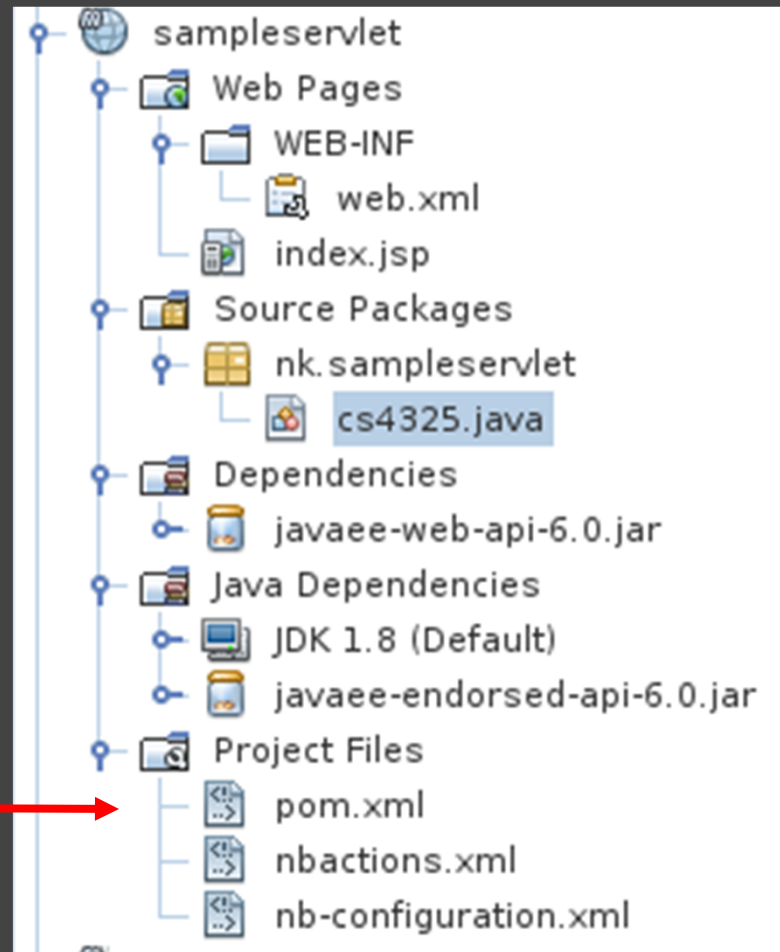 sampleservlet
Web Pages
WEB-INF
web.xml
index.jsp
Source Packages
nk.sampleservlet
cs4325.java
Dependencies
javaee-web-api-6.0.jar
Java Dependencies
JDK 1.8 (Default)
javaee-endorsed-api-6.0.jar
Project Files
pom.xml
nbactions.xml
nb-configuration.xml